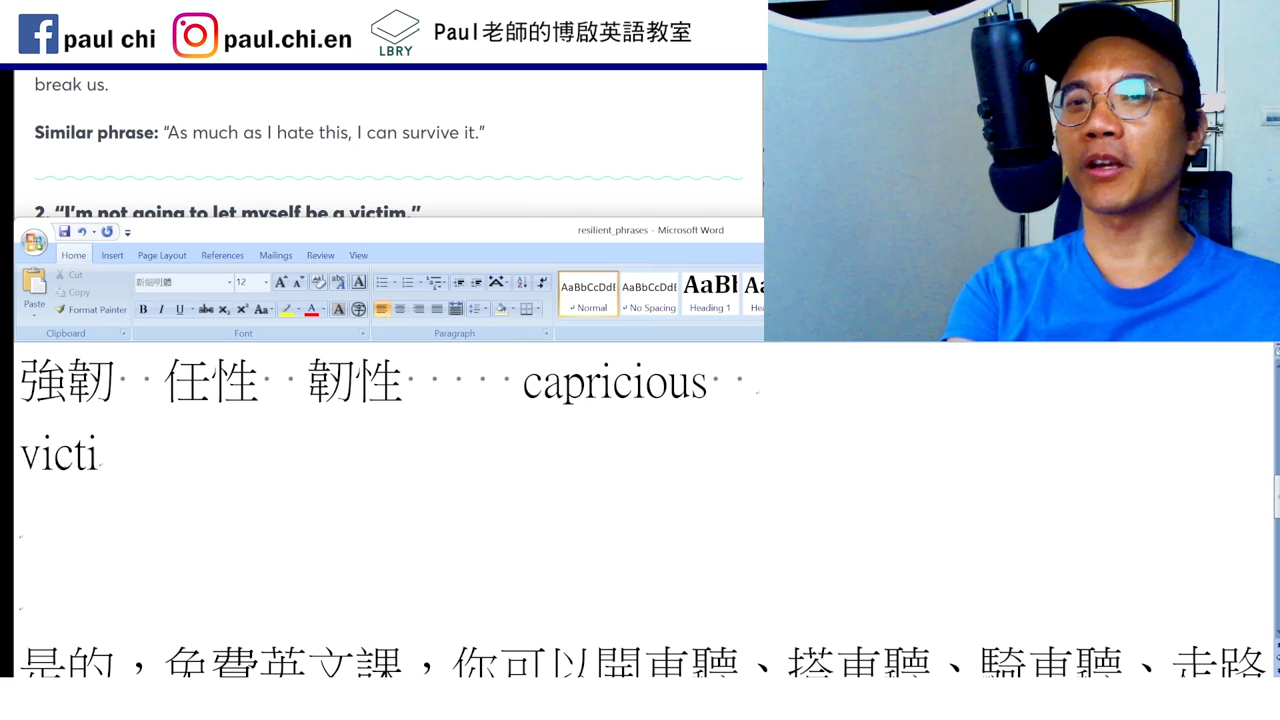 paul chi
paul.chi.en
LBRY
Paul老師的博啟英語教室
break us.
Similar phrase: “As much as I hate this, I can survive it.”
2. “I'm not going to let myself be a victim.”
resilient_phrases - Microsoft Word
Home Insert Page Layout References Mailings Review View
Paste
Cut
Copy
Format Painter
Clipboard
新細明體 12
B I U abc X₂ X² Aa
Font
Paragraph
AaBbCcDdE AaBbCcDdE AaBb
Normal No Spacing Heading 1
強韌 任性 韌性 capricious
victi
是的，免費英文課，你可以開車聽、搭車聽、騎車聽、走路